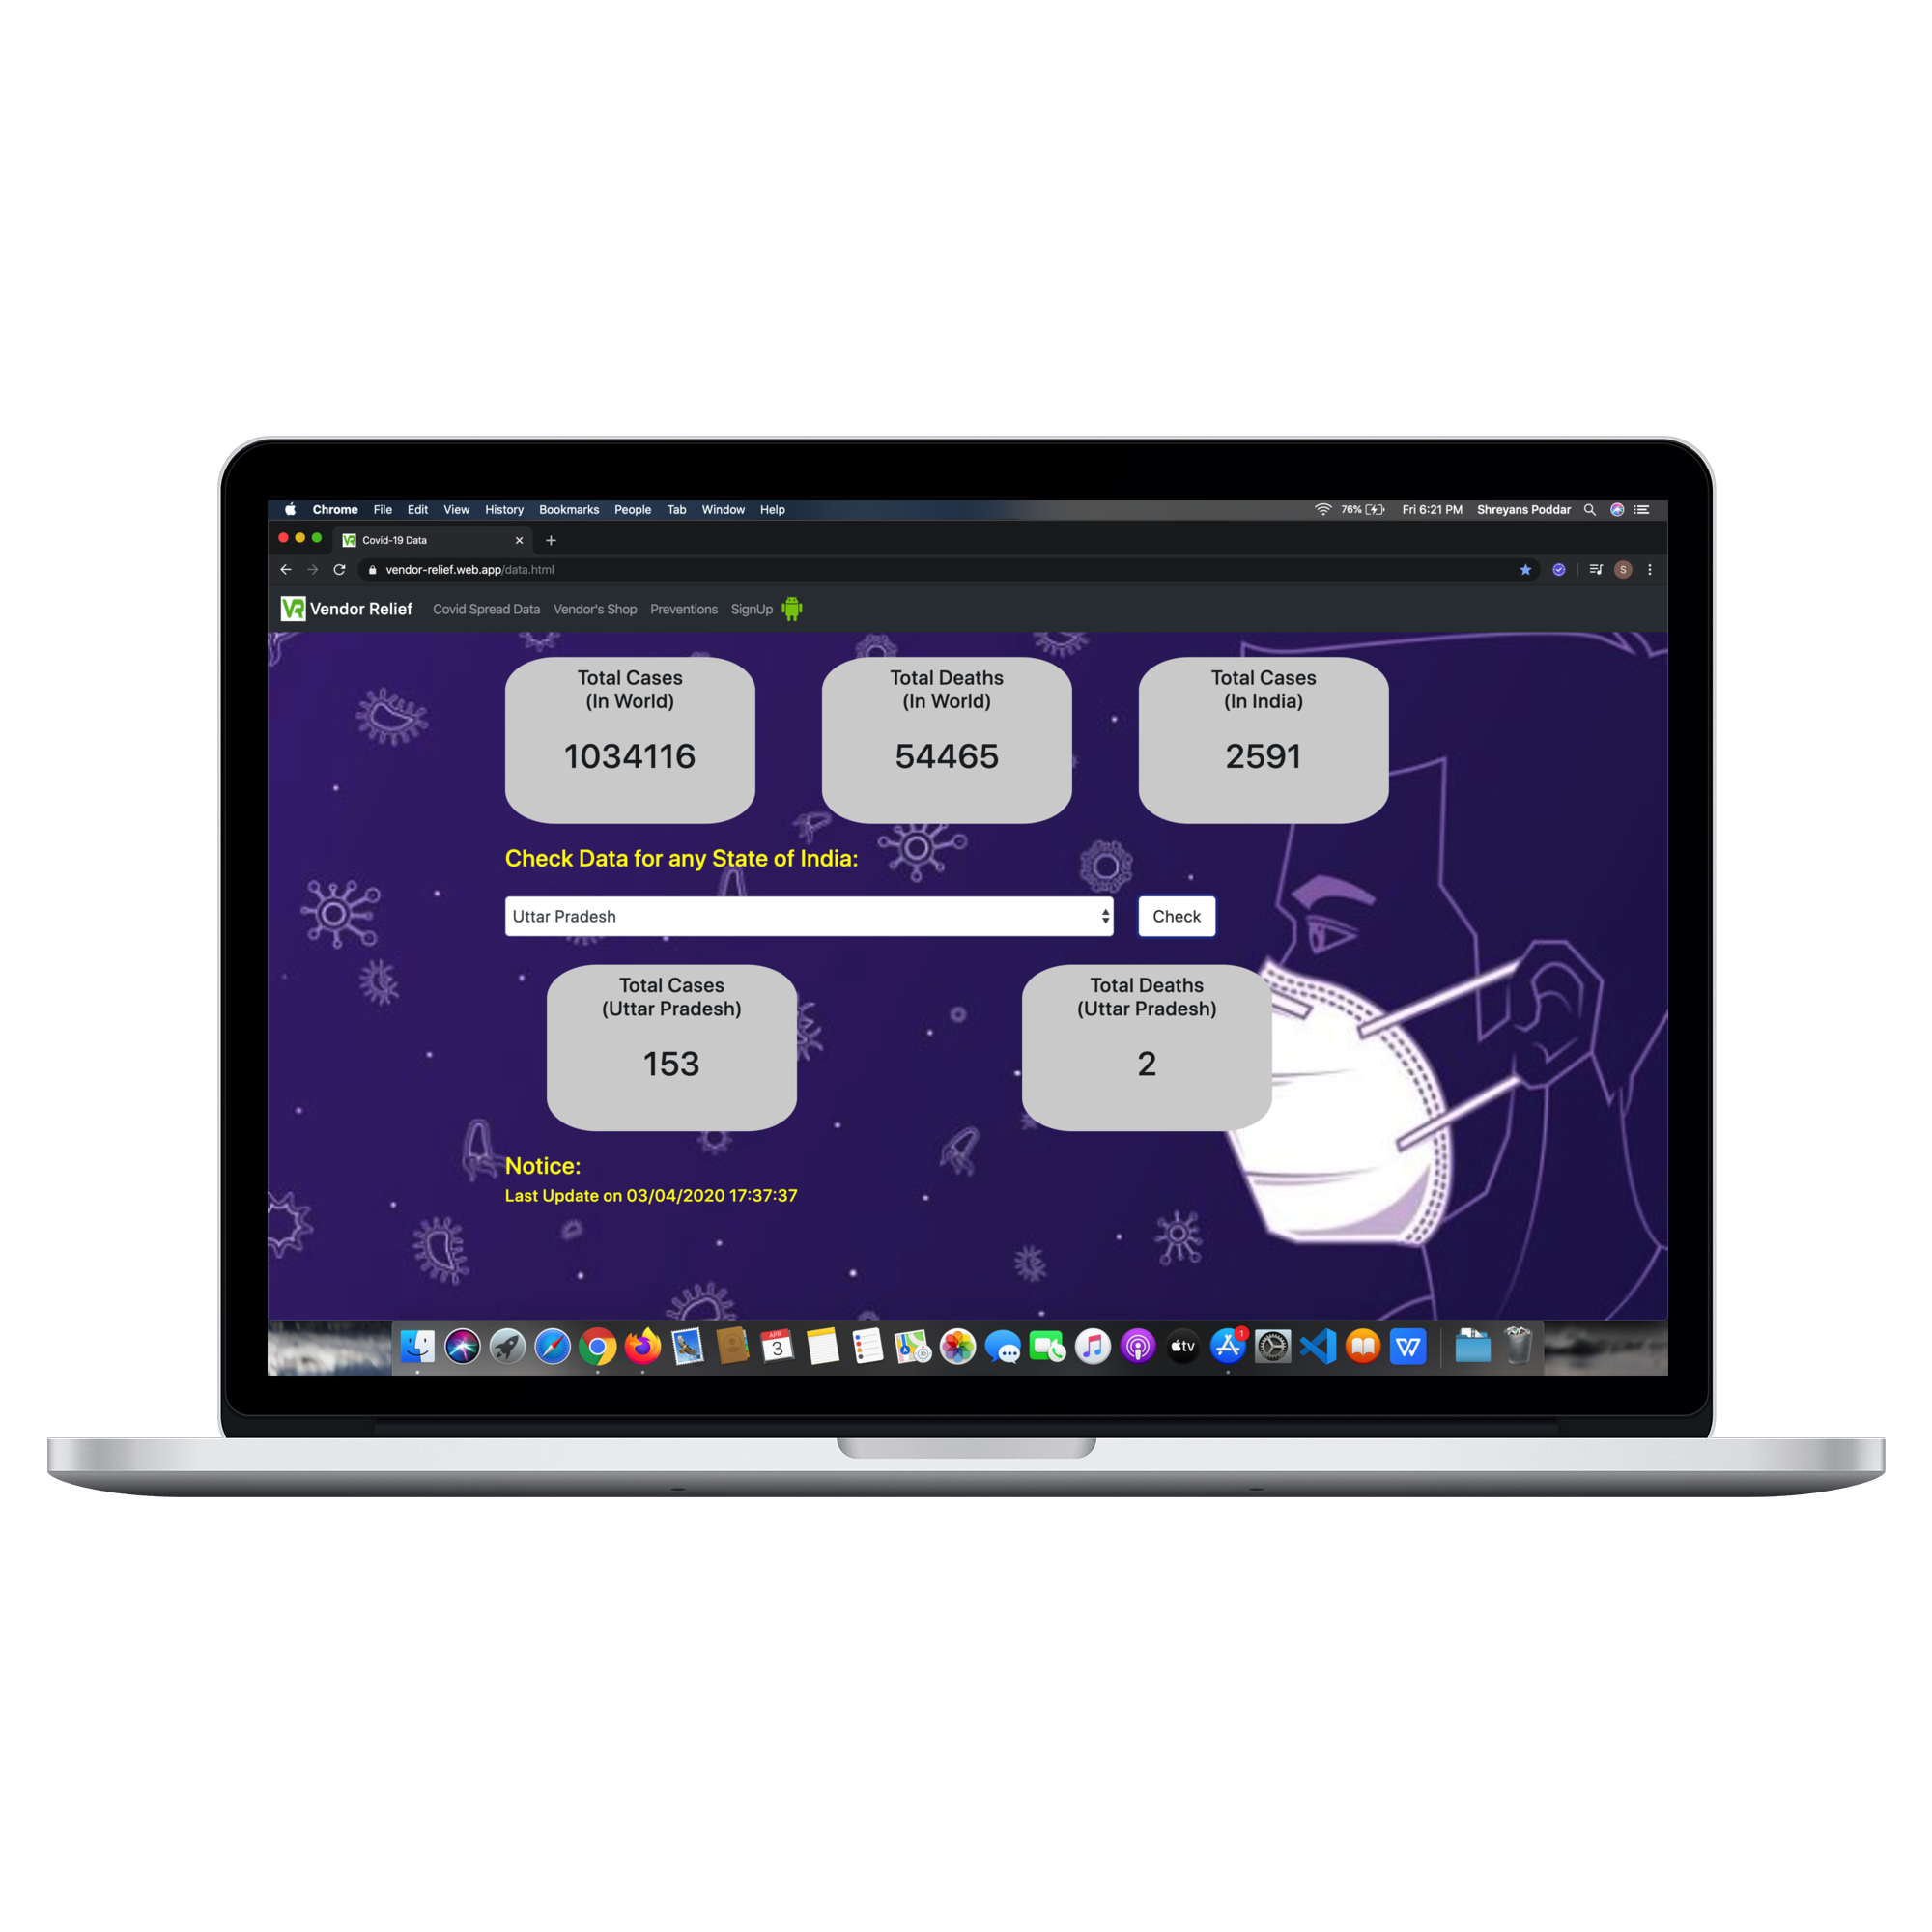 Chrome File Edit View History Bookmarks People Tab Window Help 76% Fri 6:21 PM Shreyans Poddar
VR Covid-19 Data
vendor-relief.web.app/data.html S
VR Vendor Relief Covid Spread Data Vendor's Shop Preventions SignUp
Total Cases
(In World)
1034116
Total Deaths
(In World)
54465
Total Cases
(In India)
2591
Check Data for any State of India:
Uttar Pradesh Check
Total Cases
(Uttar Pradesh)
153
Total Deaths
(Uttar Pradesh)
2
Notice:
Last Update on 03/04/2020 17:37:37
APR
3
tv
1
W